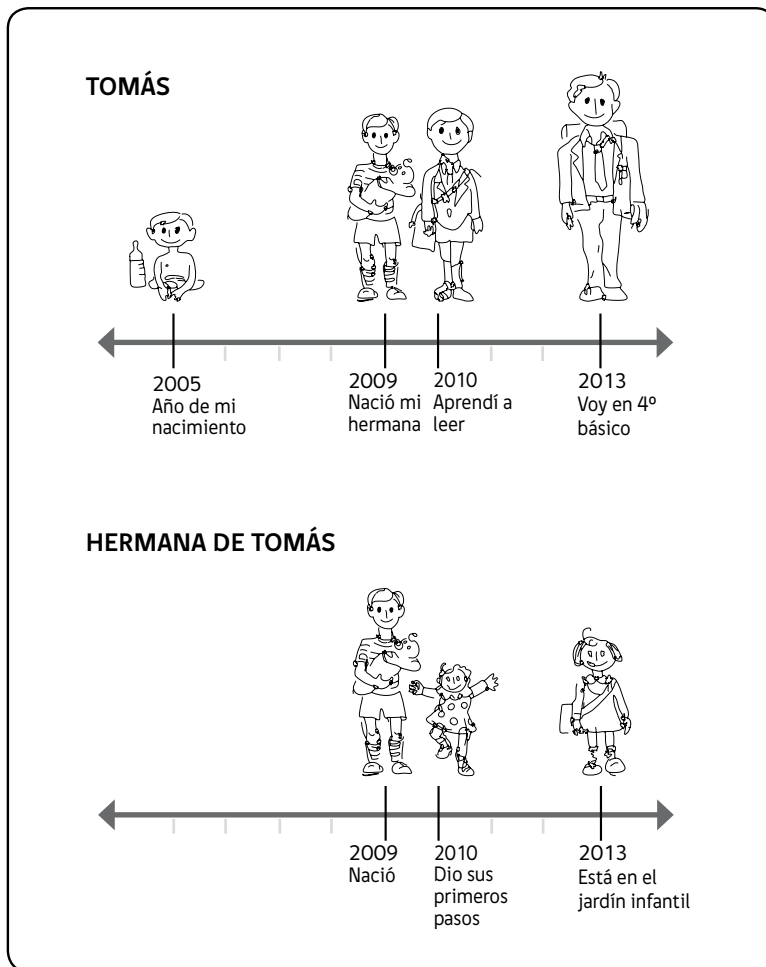 TOMÁS
2005
Año de mi
nacimiento
2009
Nació mi
hermana
2010
Aprendí a
leer
2013
Voy en 4º
básico
HERMANA DE TOMÁS
2009
Nació
2010
Dio sus
primeros
pasos
2013
Está en el
jardín infantil